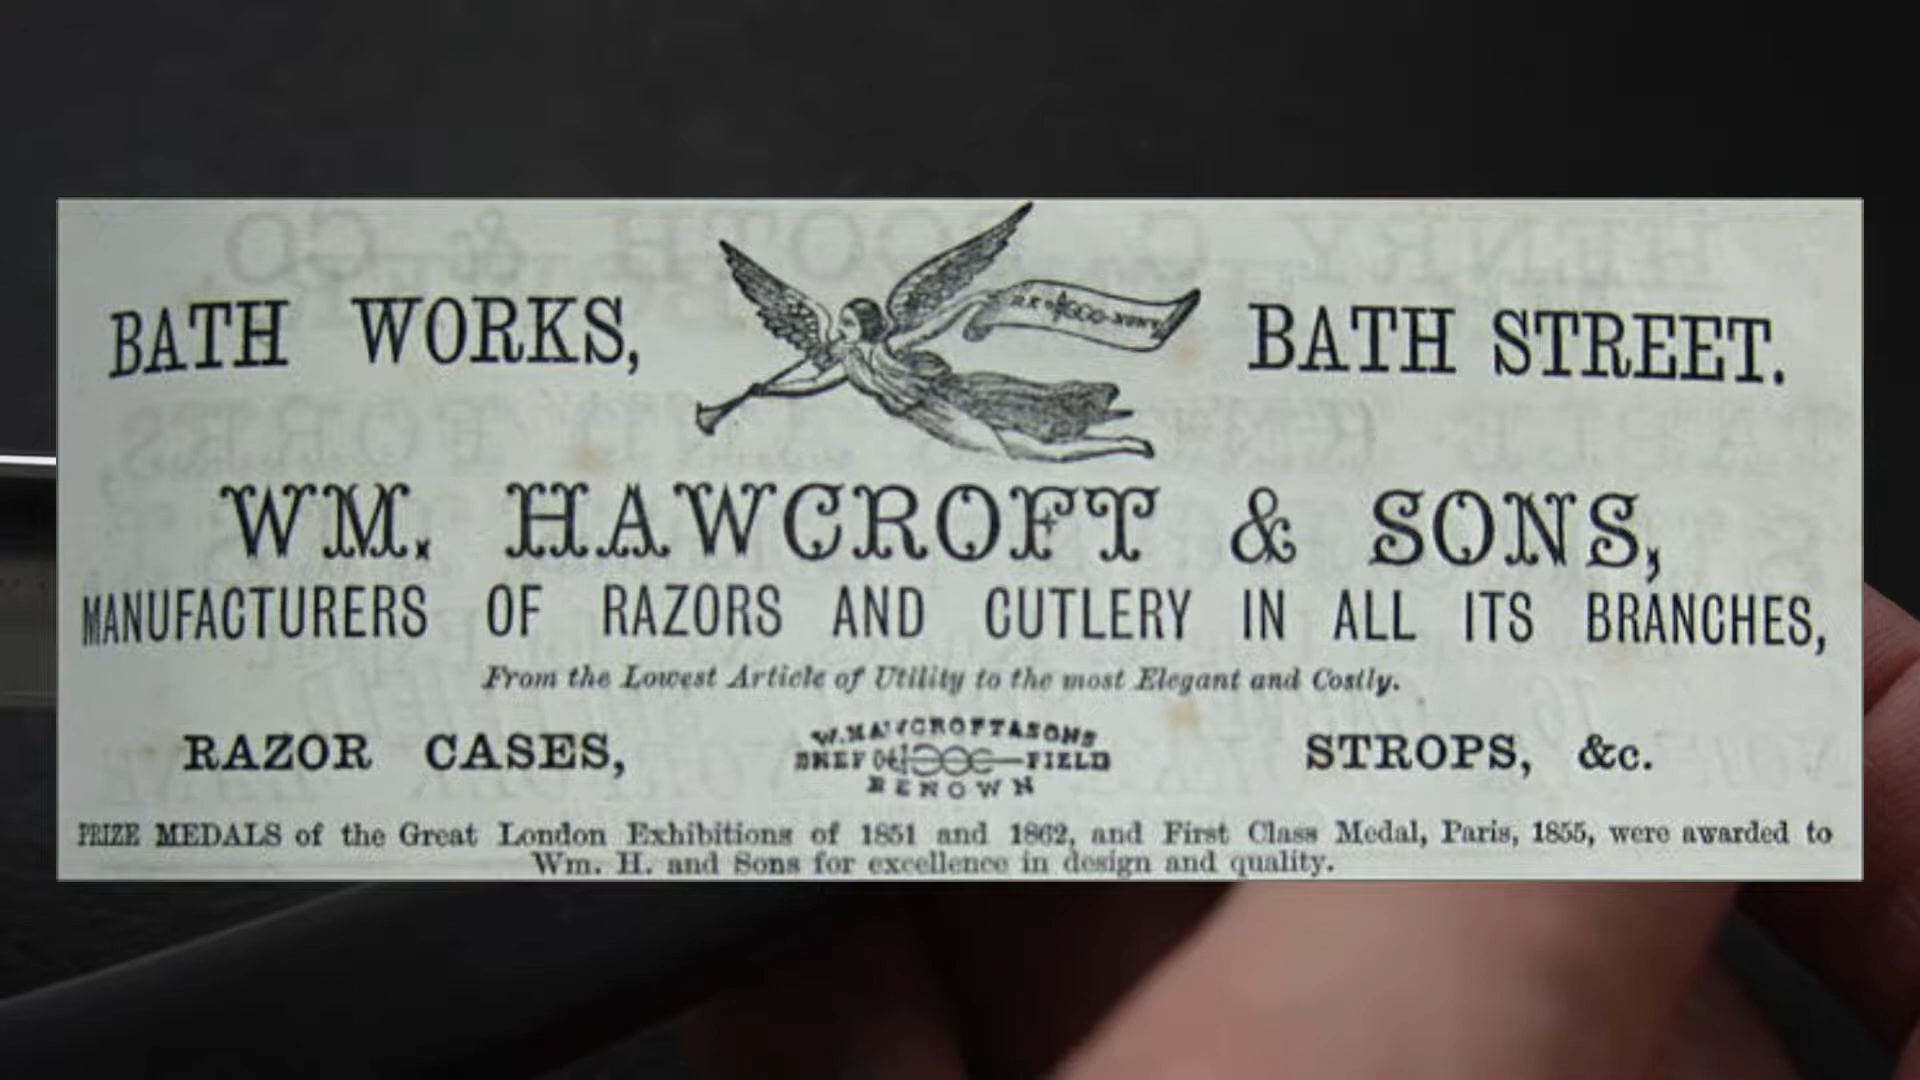 BATH WORKS, BATH STREET.
WM. HAWCROFT & SONS,
MANUFACTURERS OF RAZORS AND CUTLERY IN ALL ITS BRANCHES,
From the Lowest Article of Utility to the most Elegant and Costly.
RAZOR CASES, STROPS, &c.
W. HAWCROFT & SONS
FIELD
RENOWN
PRIZE MEDALS of the Great London Exhibitions of 1851 and 1862, and First Class Medal, Paris, 1855, were awarded to
Wm. H. and Sons for excellence in design and quality.